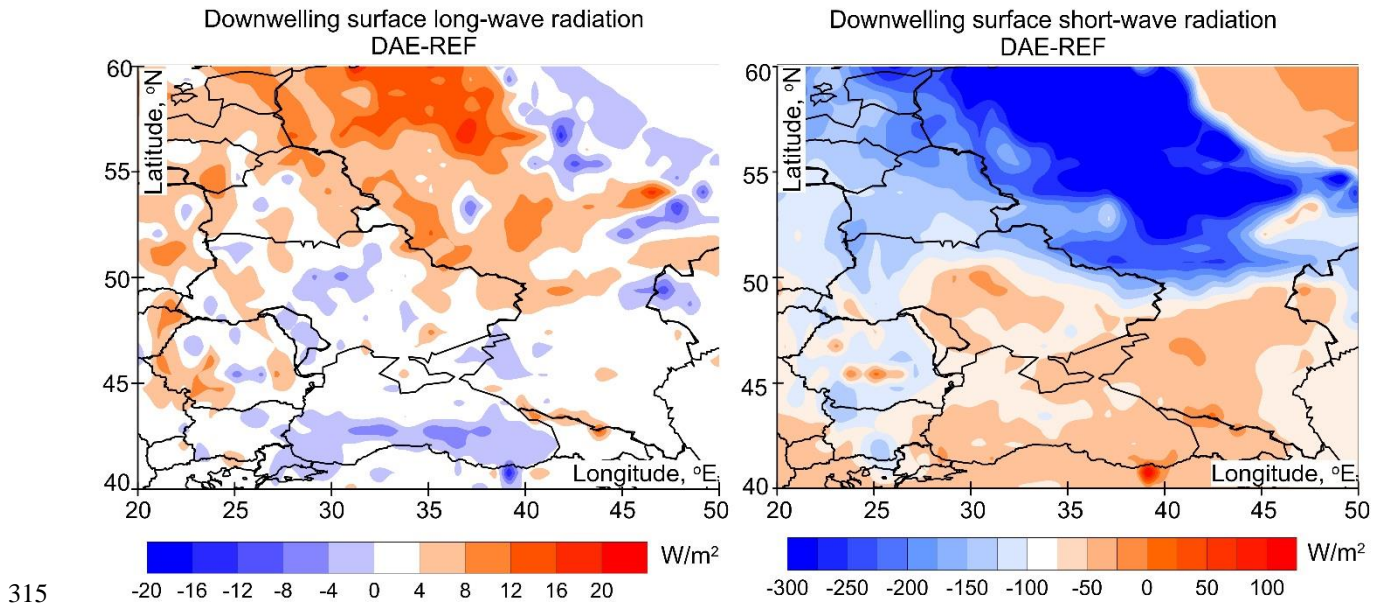 Downwelling surface long-wave radiation
DAE-REF
60
55
50
45
40
Latitude, °N
Longitude, °E
20 25 30 35 40 45 50
-20 -16 -12 -8 -4 0 4 8 12 16 20
W/m²
Downwelling surface short-wave radiation
DAE-REF
60
55
50
45
40
Latitude, °N
Longitude, °E
20 25 30 35 40 45 50
-300 -250 -200 -150 -100 -50 0 50 100
W/m²
315